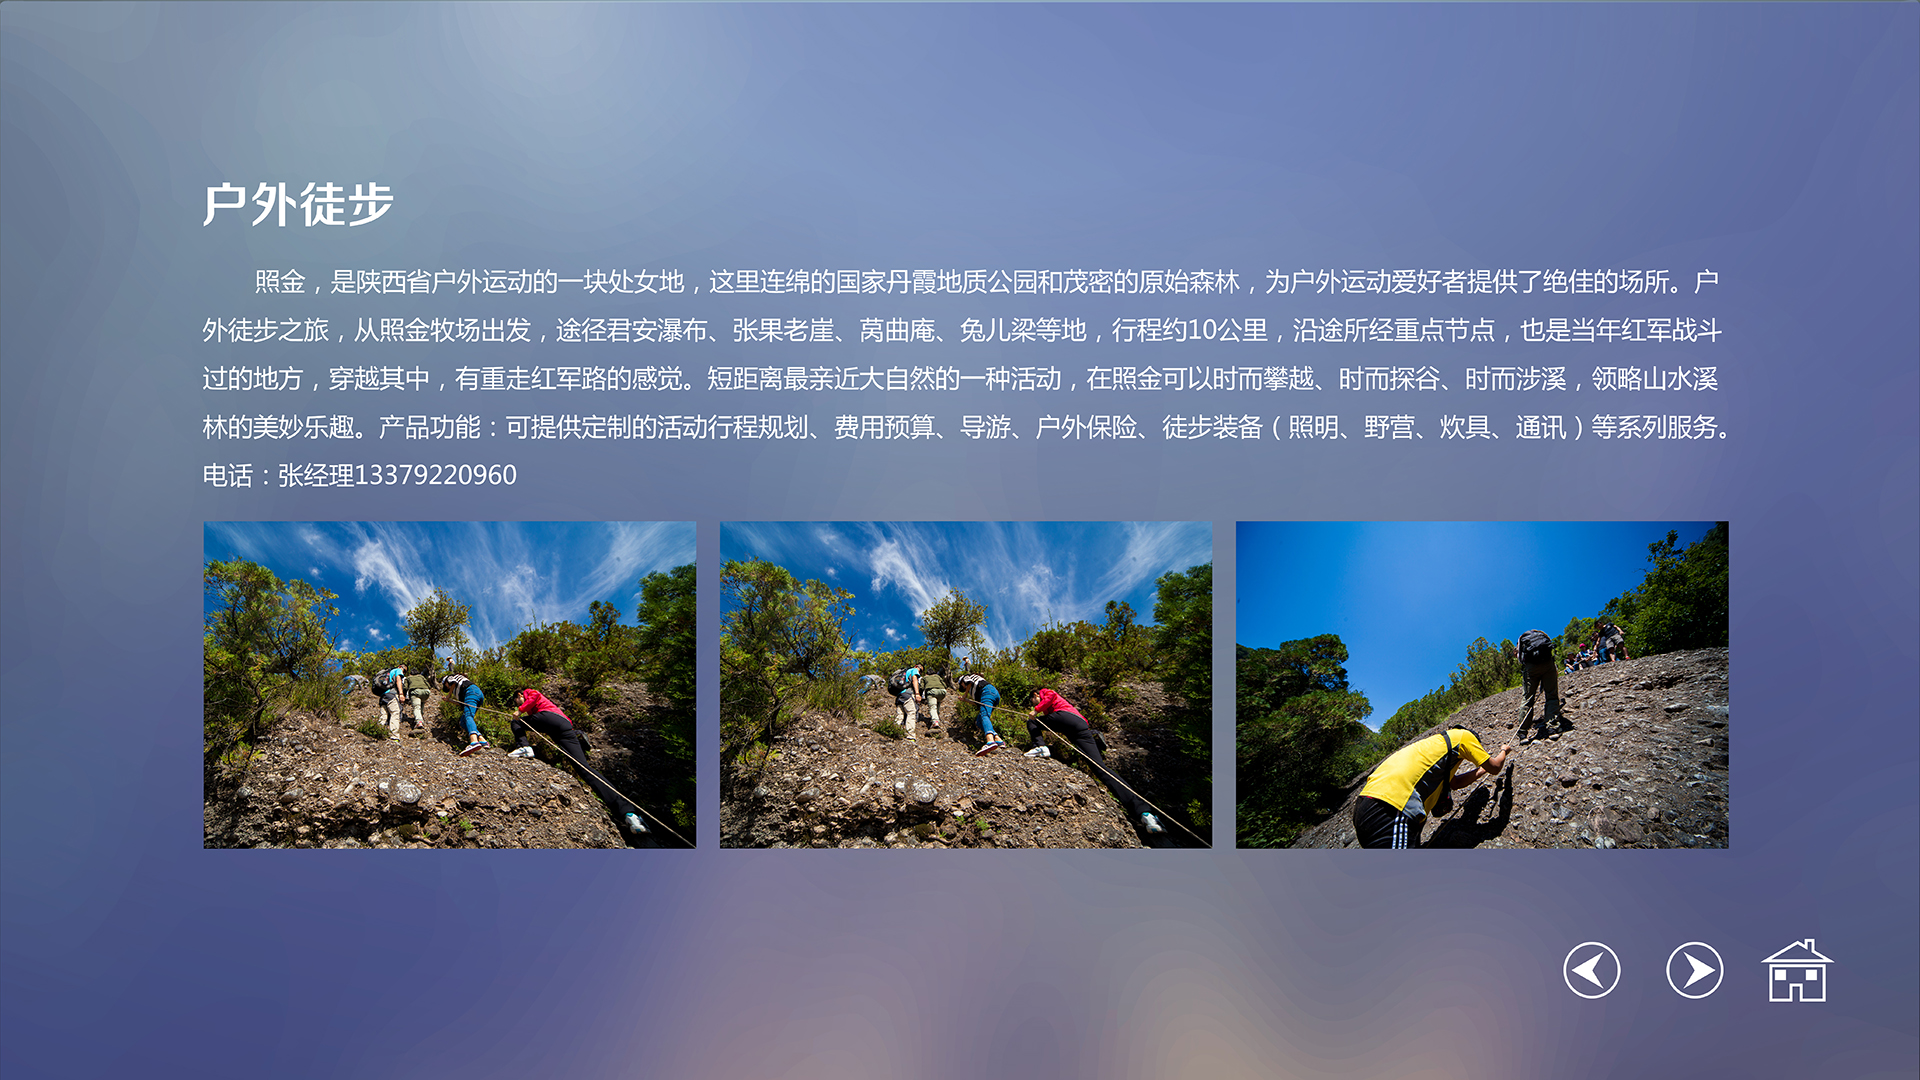 户外徒步
照金，是陕西省户外运动的一块处女地，这里连绵的国家丹霞地质公园和茂密的原始森林，为户外运动爱好者提供了绝佳的场所。户
外徒步之旅，从照金牧场出发，途径君安瀑布、张果老崖、莴曲庵、兔儿梁等地，行程约10公里，沿途所经重点节点，也是当年红军战斗
过的地方，穿越其中，有重走红军路的感觉。短距离最亲近大自然的一种活动，在照金可以时而攀越、时而探谷、时而涉溪，领略山水溪
林的美妙乐趣。产品功能：可提供定制的活动行程规划、费用预算、导游、户外保险、徒步装备（照明、野营、炊具、通讯）等系列服务。
电话：张经理13379220960